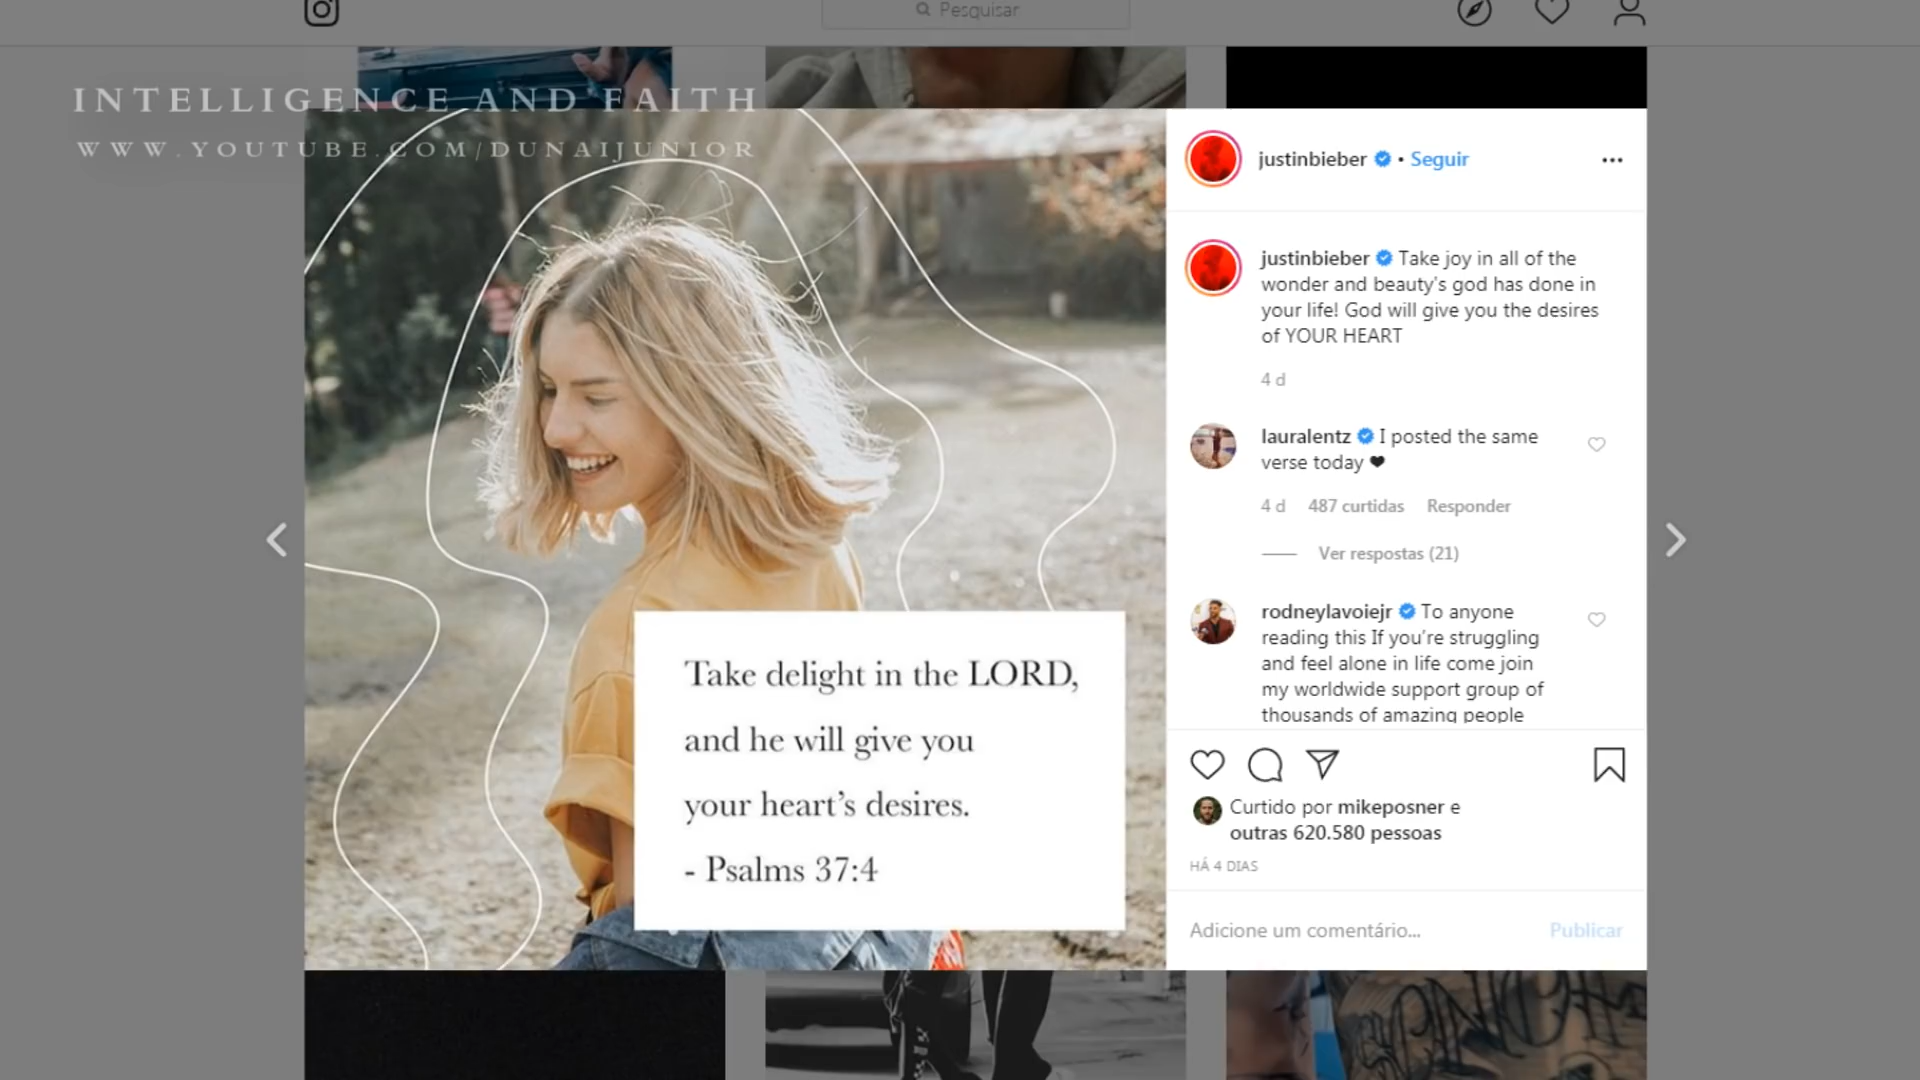 Pesquisar
INTELLIGENCE AND FAITH
WWW.YOUTUBE.COM/DUNAIJUNIOR
Take delight in the LORD,
and he will give you
your heart's desires.
- Psalms 37:4
justinbieber • Seguir
justinbieber Take joy in all of the
wonder and beauty's god has done in
your life! God will give you the desires
of YOUR HEART
4 d
lauralentz I posted the same
verse today 🖤
4 d 487 curtidas Responder
Ver respostas (21)
rodneylavoiejr To anyone
reading this If you're struggling
and feel alone in life come join
my worldwide support group of
thousands of amazing people
Curtido por mikeposner e
outras 620.580 pessoas
HÁ 4 DIAS
Adicione um comentário... Publicar